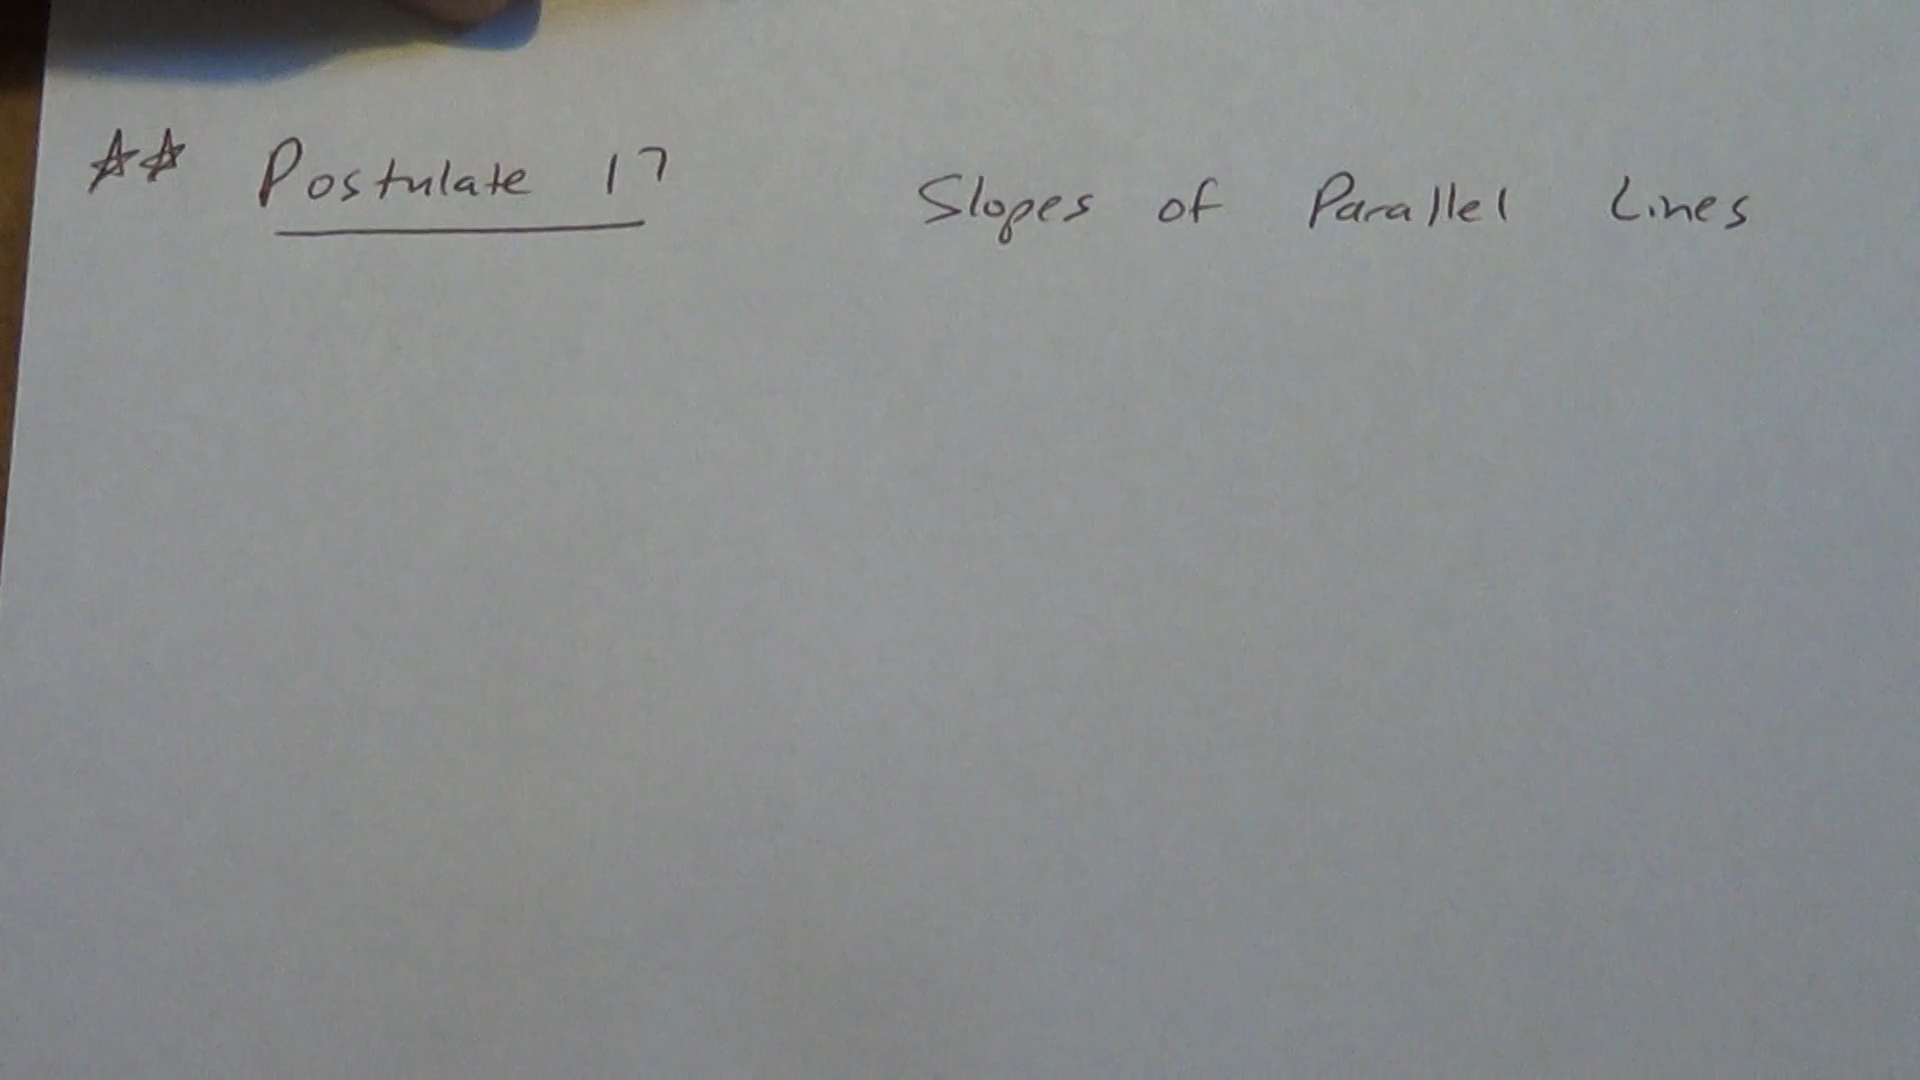 ☆☆ Postulate 17 Slopes of Parallel Lines